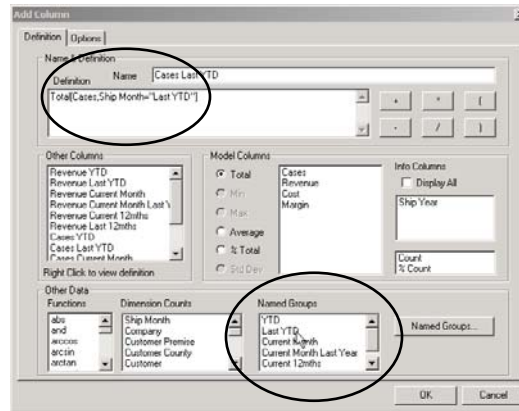 Add Column
Definition Options
Name & Definition
Definition Name Cases Last YTD
Total[Cases,Ship Month="Last YTD"]
+ * (
- / )
Other Columns
Revenue YTD
Revenue Last YTD
Revenue Current Month
Revenue Current Month Last Y
Revenue Current 12mths
Revenue Last 12mths
Cases YTD
Cases Last YTD
Cases Current Month
Right Click to view definition
Model Columns
Total
Min
Max
Average
% Total
Std Dev
Cases
Revenue
Cost
Margin
Info Columns
Display All
Ship Year
Count
% Count
Other Data
Functions
abs
and
arccos
arcsin
arctan
Dimension Counts
Ship Month
Company
Customer Premise
Customer County
Customer
Named Groups
YTD
Last YTD
Current Month
Current Month Last Year
Current 12mths
Named Groups...
OK Cancel